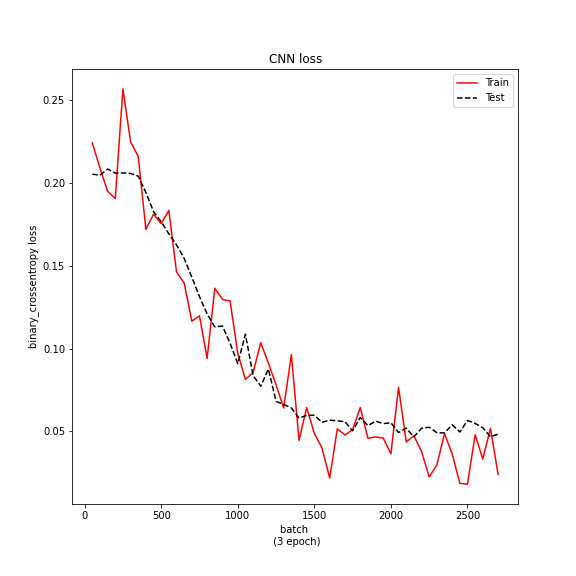 CNN loss
Train
Test
0.25
0.20
0.15
0.10
0.05
binary_crossentropy loss
0 500 1000 1500 2000 2500
batch
(3 epoch)